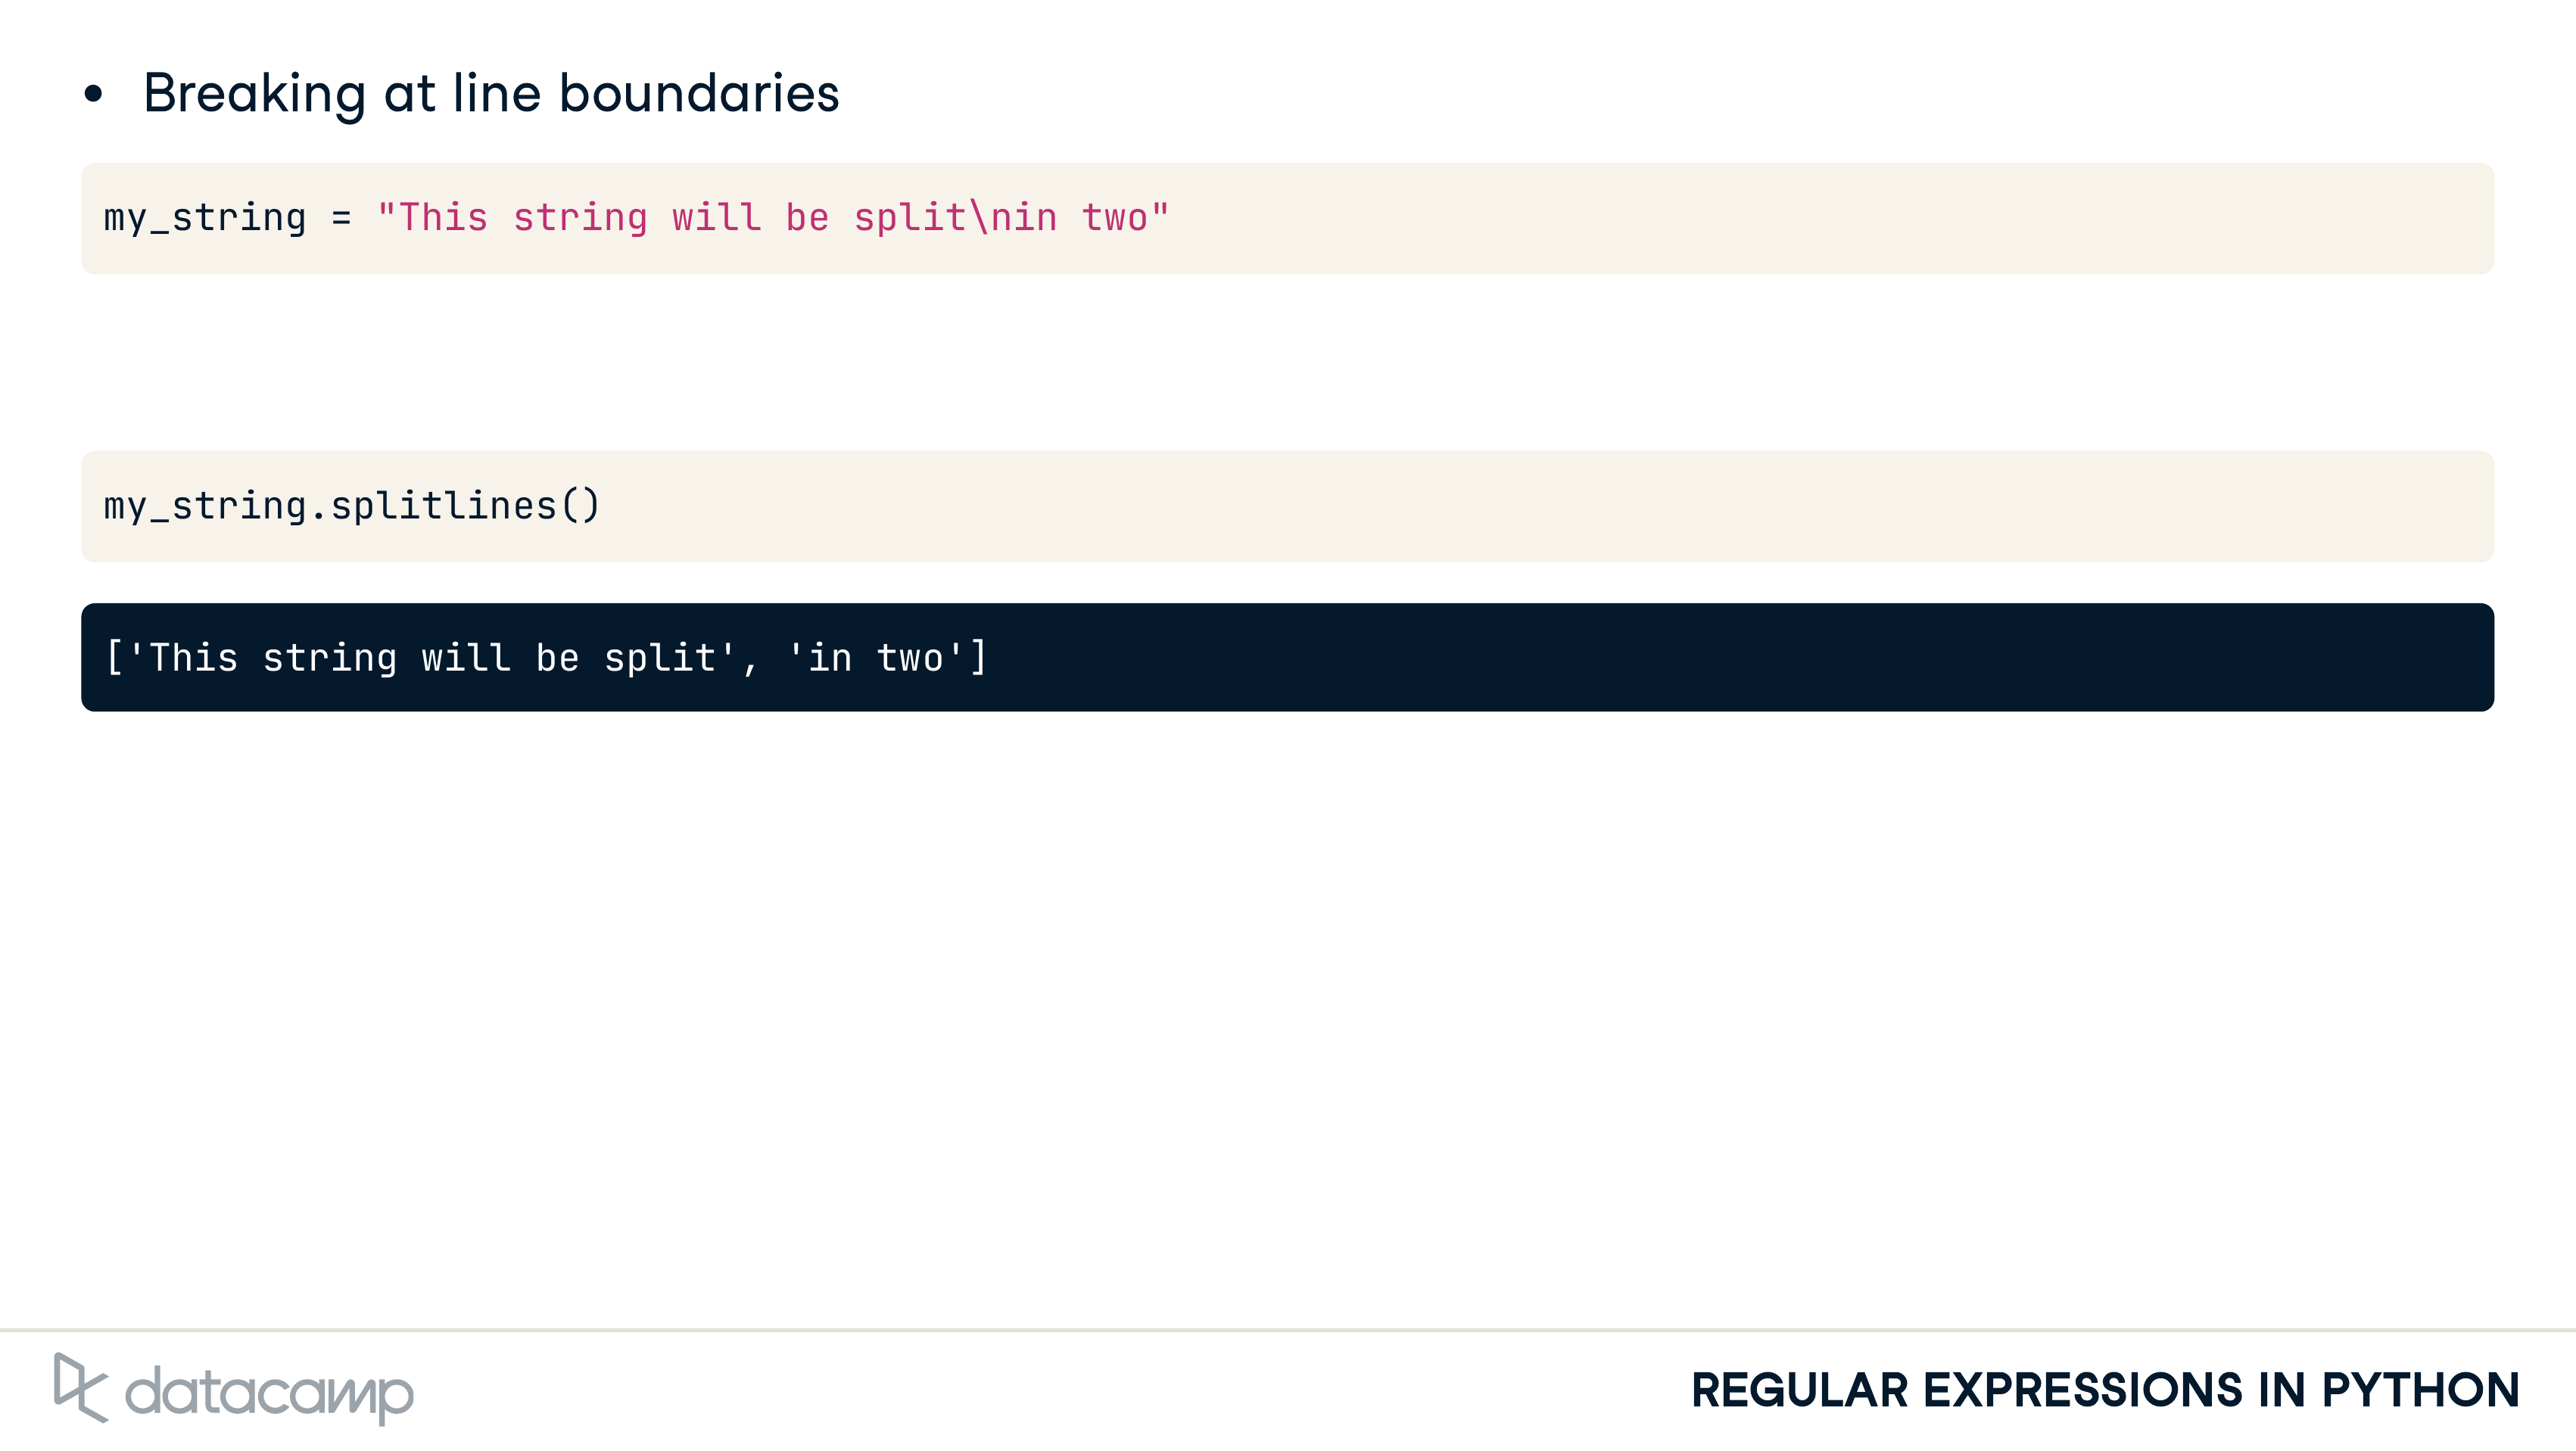 • Breaking at line boundaries
my_string = "This string will be split\nin two"
my_string.splitlines()
['This string will be split', 'in two']
datacamp
REGULAR EXPRESSIONS IN PYTHON